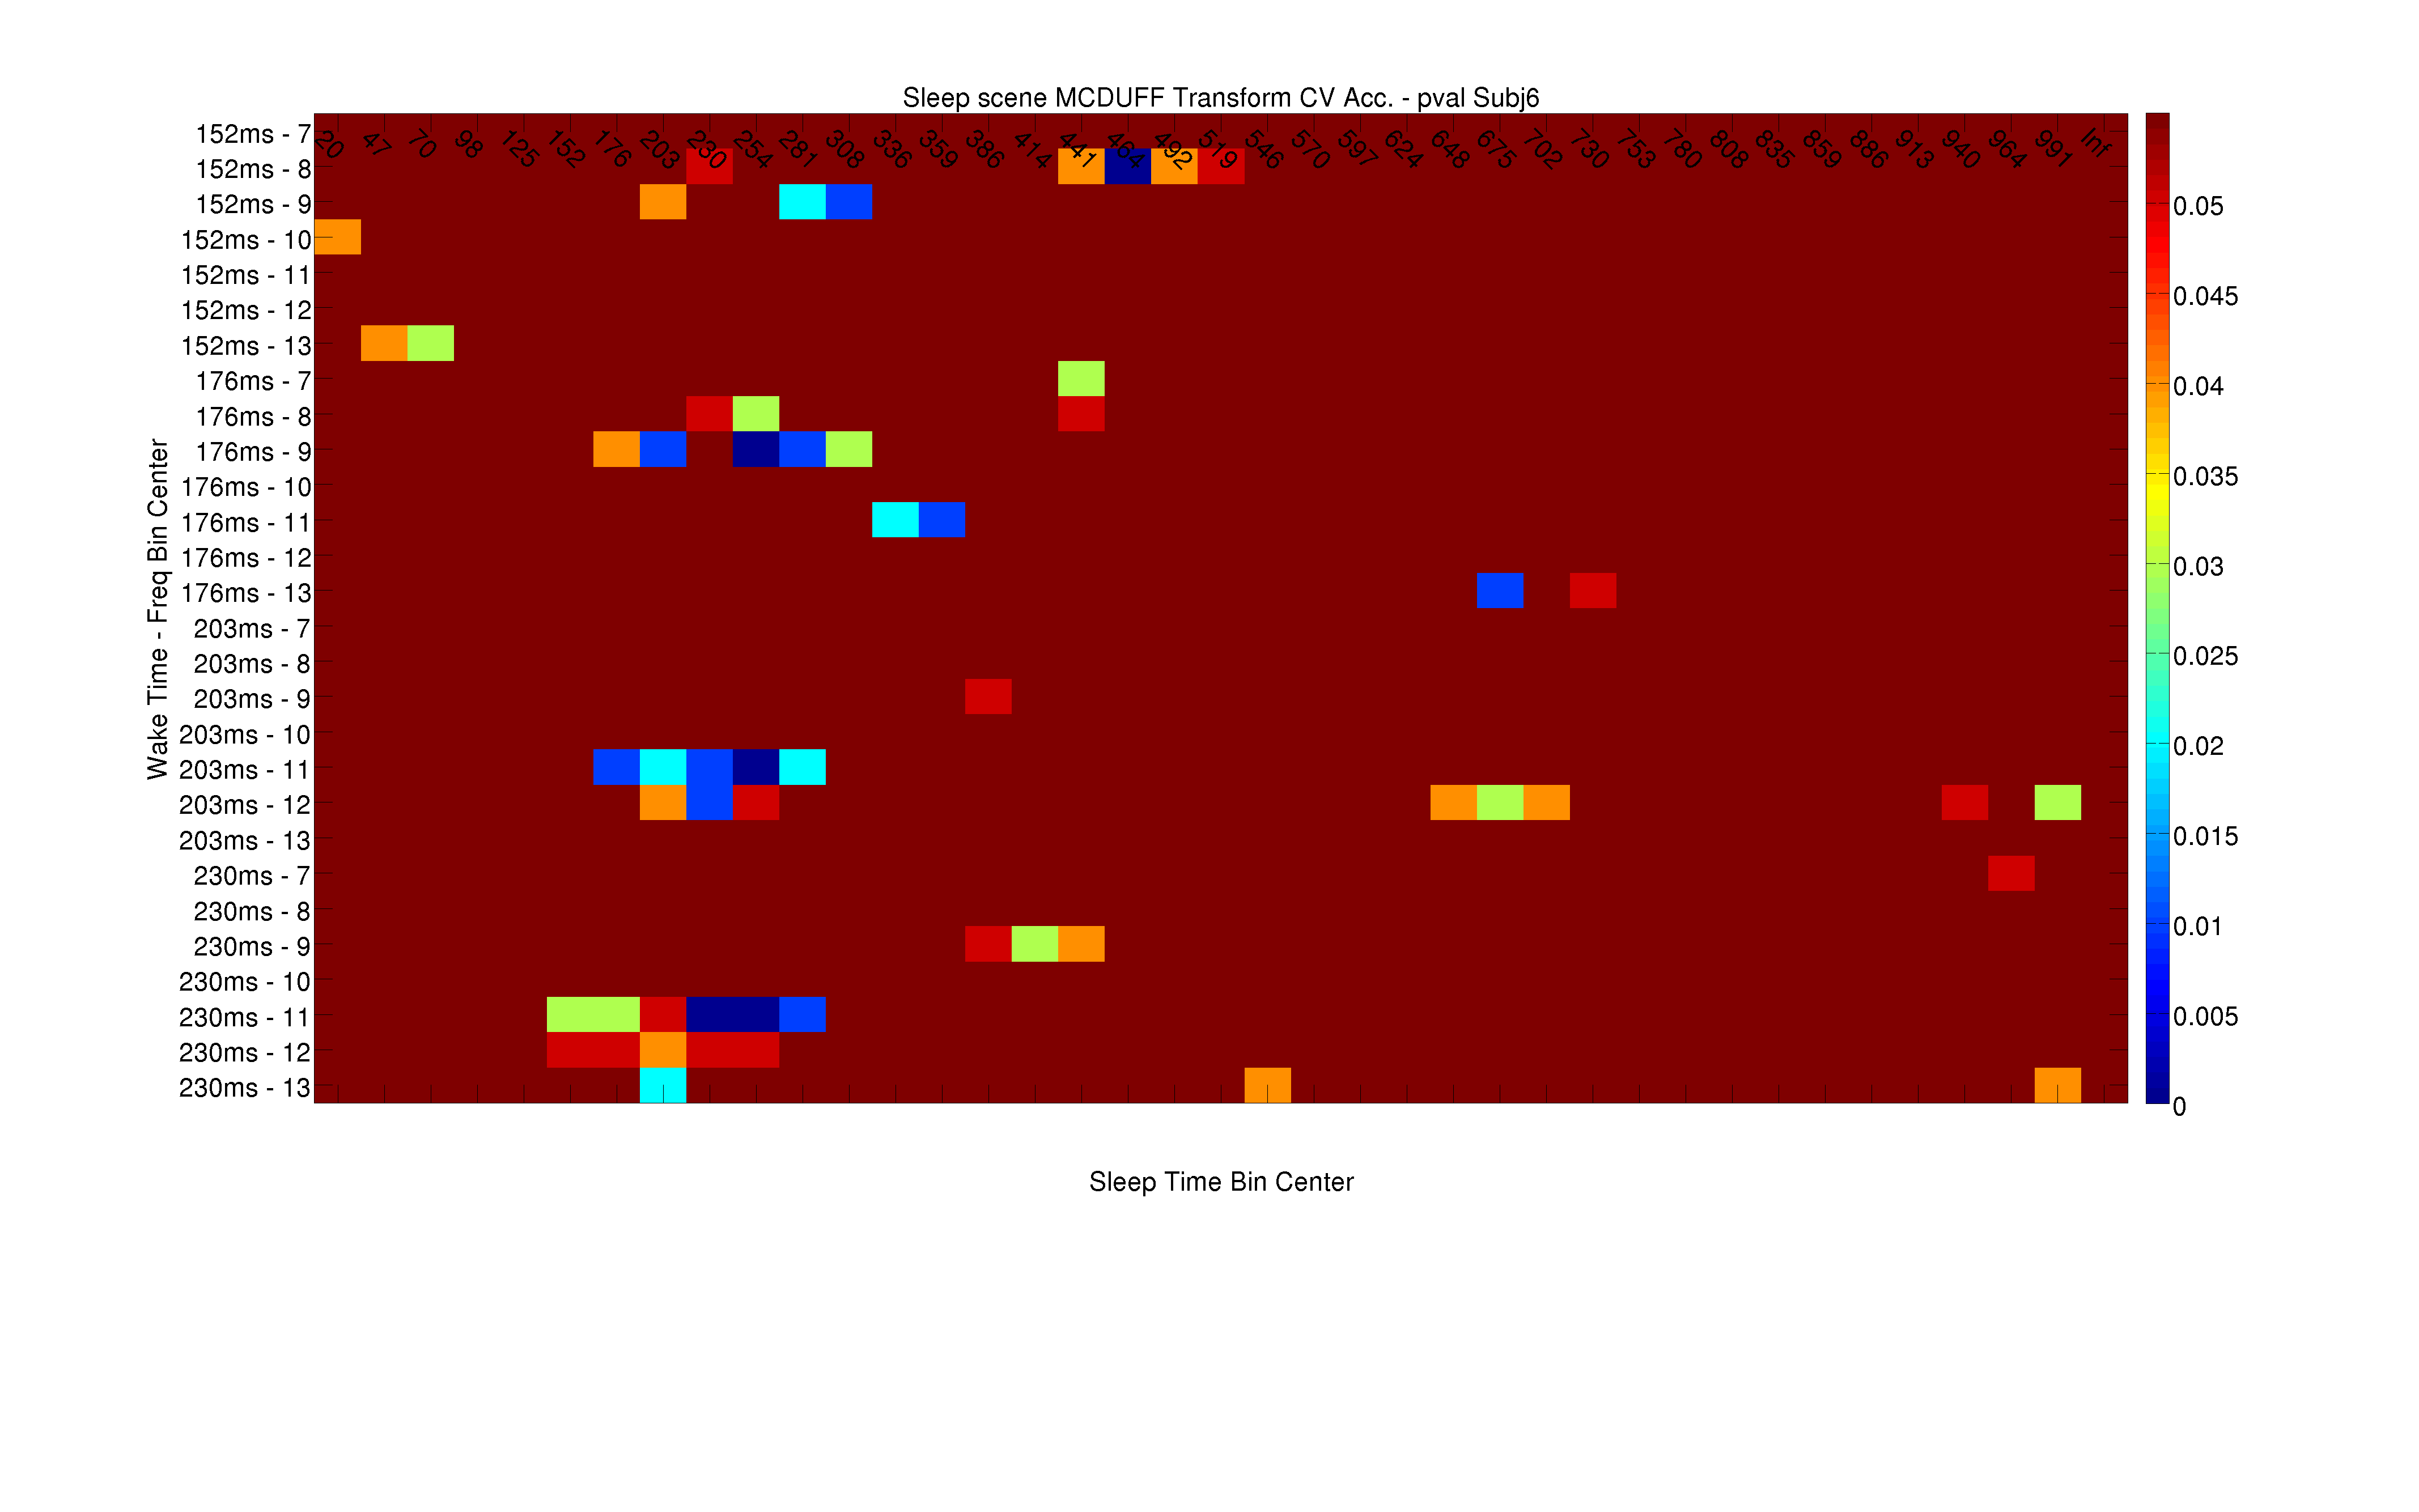 Sleep scene MCDUFF Transform CV Acc. - pval Subj6
20 47 70 98 125 152 176 203 230 254 281 308 336 359 386 414 441 464 492 519 546 570 597 624 648 675 702 730 753 780 808 835 859 886 913 940 964 991 Inf
152ms - 7
152ms - 8
152ms - 9
152ms - 10
152ms - 11
152ms - 12
152ms - 13
176ms - 7
176ms - 8
176ms - 9
176ms - 10
176ms - 11
176ms - 12
176ms - 13
203ms - 7
203ms - 8
203ms - 9
203ms - 10
203ms - 11
203ms - 12
203ms - 13
230ms - 7
230ms - 8
230ms - 9
230ms - 10
230ms - 11
230ms - 12
230ms - 13
Wake Time - Freq Bin Center
0.05
0.045
0.04
0.035
0.03
0.025
0.02
0.015
0.01
0.005
0
Sleep Time Bin Center